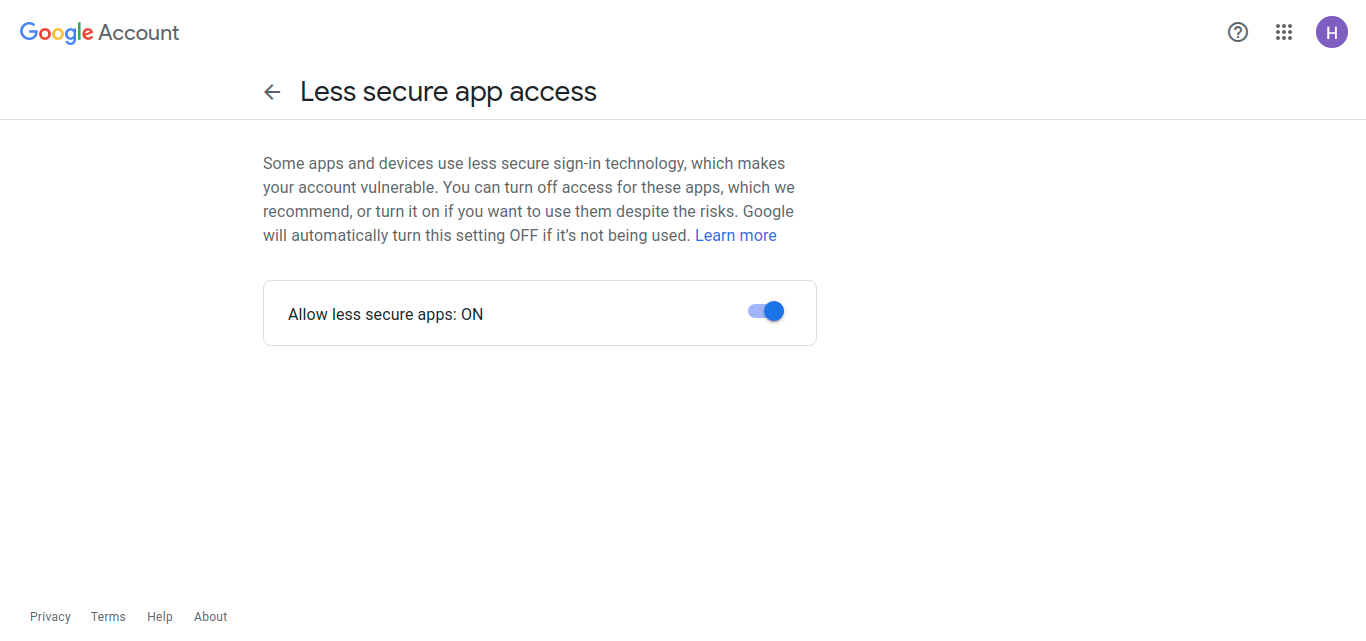 Google Account
H
Less secure app access
Some apps and devices use less secure sign-in technology, which makes
your account vulnerable. You can turn off access for these apps, which we
recommend, or turn it on if you want to use them despite the risks. Google
will automatically turn this setting OFF if it’s not being used. Learn more
Allow less secure apps: ON
Privacy Terms Help About